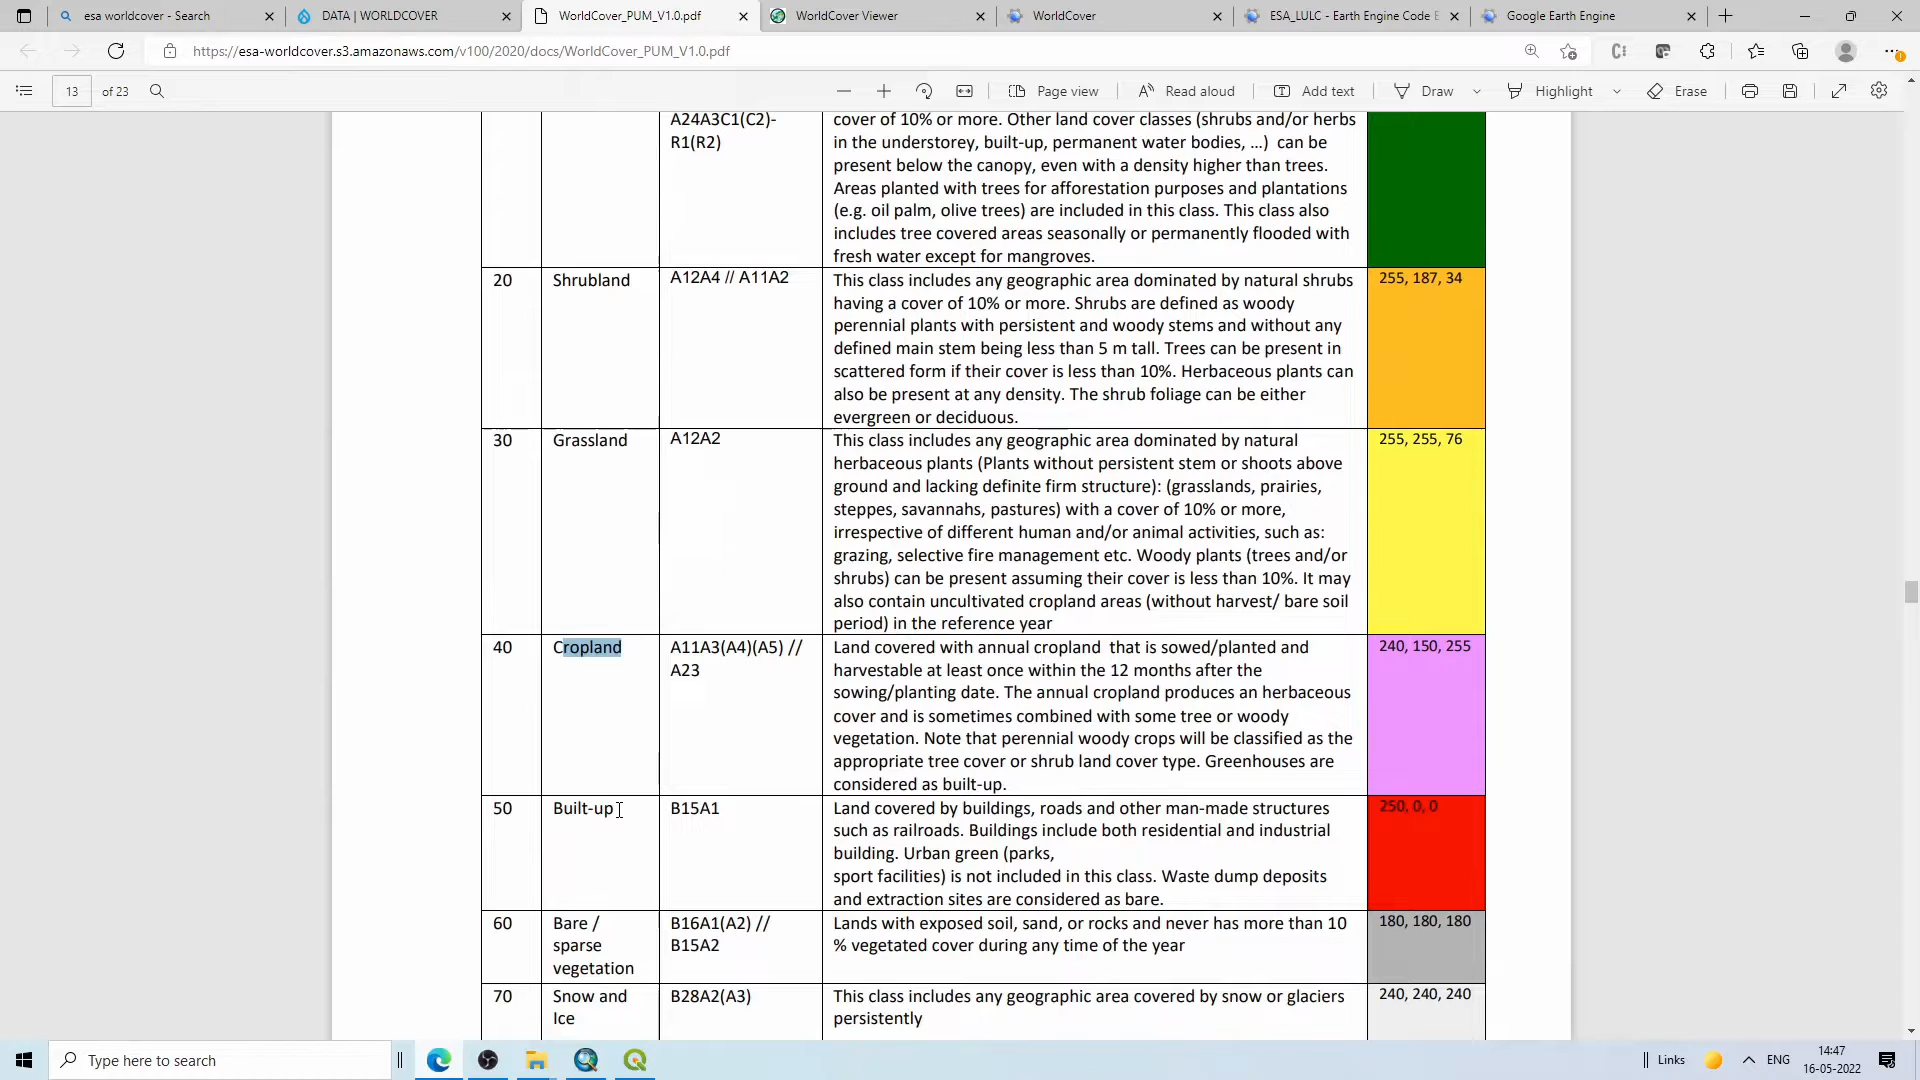 esa worldcover - Search
DATA | WORLDCOVER
WorldCover_PUM_V1.0.pdf
WorldCover Viewer
WorldCover
ESA_LULC - Earth Engine Code E
Google Earth Engine
https://esa-worldcover.s3.amazonaws.com/v100/2020/docs/WorldCover_PUM_V1.0.pdf
13 of 23
Page view
Read aloud
Add text
Draw
Highlight
Erase
A24A3C1(C2)-
R1(R2)
cover of 10% or more. Other land cover classes (shrubs and/or herbs
in the understorey, built-up, permanent water bodies, …) can be
present below the canopy, even with a density higher than trees.
Areas planted with trees for afforestation purposes and plantations
(e.g. oil palm, olive trees) are included in this class. This class also
includes tree covered areas seasonally or permanently flooded with
fresh water except for mangroves.
20
Shrubland
A12A4 // A11A2
This class includes any geographic area dominated by natural shrubs
having a cover of 10% or more. Shrubs are defined as woody
perennial plants with persistent and woody stems and without any
defined main stem being less than 5 m tall. Trees can be present in
scattered form if their cover is less than 10%. Herbaceous plants can
also be present at any density. The shrub foliage can be either
evergreen or deciduous.
255, 187, 34
30
Grassland
A12A2
This class includes any geographic area dominated by natural
herbaceous plants (Plants without persistent stem or shoots above
ground and lacking definite firm structure): (grasslands, prairies,
steppes, savannahs, pastures) with a cover of 10% or more,
irrespective of different human and/or animal activities, such as:
grazing, selective fire management etc. Woody plants (trees and/or
shrubs) can be present assuming their cover is less than 10%. It may
also contain uncultivated cropland areas (without harvest/ bare soil
period) in the reference year
255, 255, 76
40
Cropland
A11A3(A4)(A5) //
A23
Land covered with annual cropland that is sowed/planted and
harvestable at least once within the 12 months after the
sowing/planting date. The annual cropland produces an herbaceous
cover and is sometimes combined with some tree or woody
vegetation. Note that perennial woody crops will be classified as the
appropriate tree cover or shrub land cover type. Greenhouses are
considered as built-up.
240, 150, 255
50
Built-up
B15A1
Land covered by buildings, roads and other man-made structures
such as railroads. Buildings include both residential and industrial
building. Urban green (parks,
sport facilities) is not included in this class. Waste dump deposits
and extraction sites are considered as bare.
250, 0, 0
60
Bare /
sparse
vegetation
B16A1(A2) //
B15A2
Lands with exposed soil, sand, or rocks and never has more than 10
% vegetated cover during any time of the year
180, 180, 180
70
Snow and
Ice
B28A2(A3)
This class includes any geographic area covered by snow or glaciers
persistently
240, 240, 240
Type here to search
Links
ENG
14:47
16-05-2022